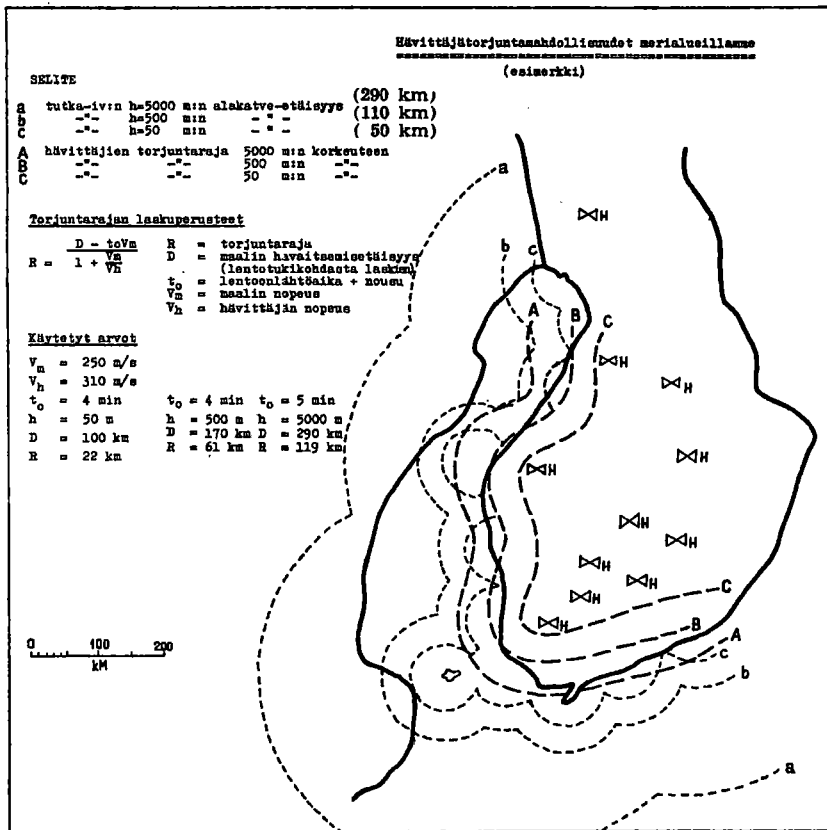 Hävittäjätorjuntamahdollisuudet merialueillamme
(esimerkki)
SELITE
a tutka-iv:n h=5000 m:n alakatve-etäisyys (290 km)
b -"- h=500 m:n -"- (110 km)
c -"- h=50 m:n -"- ( 50 km)
A hävittäjien torjuntaraja 5000 m:n korkeuteen
B -"- -"- 500 m:n -"-
C -"- -"- 50 m:n -"-
Torjuntarajan laskuperusteet
R = D - toVm / 1 + Vm/Vh
R = torjuntaraja
D = maalin havaitsemisetäisyys
(lentotukikohdasta laskien)
to = lentoonlähtöaika + nousu
Vm = maalin nopeus
Vh = hävittäjän nopeus
Käytetyt arvot
Vm = 250 m/s
Vh = 310 m/s
to = 4 min to = 4 min to = 5 min
h = 50 m h = 500 m h = 5000 m
D = 100 km D = 170 km D = 290 km
R = 22 km R = 61 km R = 119 km
a
b
c
A
B
C
H
H
H
H
H
H
H
H
H
H
H
C
B
A
c
b
a
0 100 200
kM